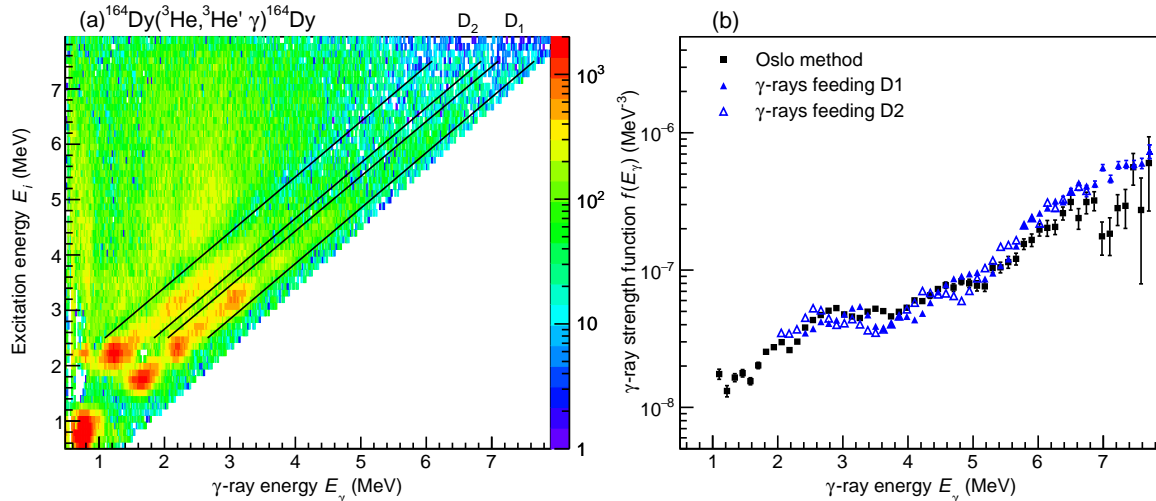 (a) ¹⁶⁴Dy(³He,³He' γ)¹⁶⁴Dy D₂ D₁
Excitation energy Eᵢ (MeV)
7
6
5
4
3
2
1
1 2 3 4 5 6 7
γ-ray energy E_γ (MeV)
10³
10²
10
1
(b)
Oslo method
γ-rays feeding D1
γ-rays feeding D2
γ-ray strength function f(E_γ) (MeV⁻³)
10⁻⁶
10⁻⁷
10⁻⁸
1 2 3 4 5 6 7
γ-ray energy E_γ (MeV)